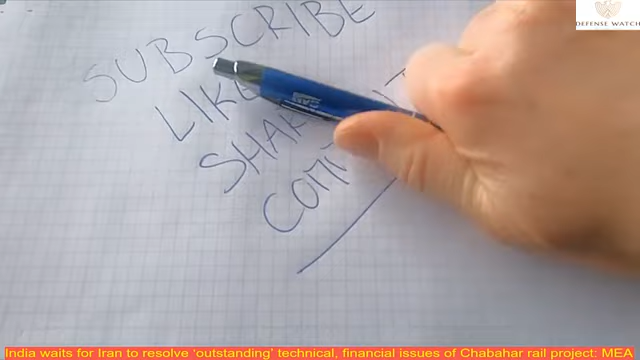 DEFENSE WATCH
SUBSCRIBE
LIKE
SHAR
COM
India waits for Iran to resolve 'outstanding' technical, financial issues of Chabahar rail project: MEA